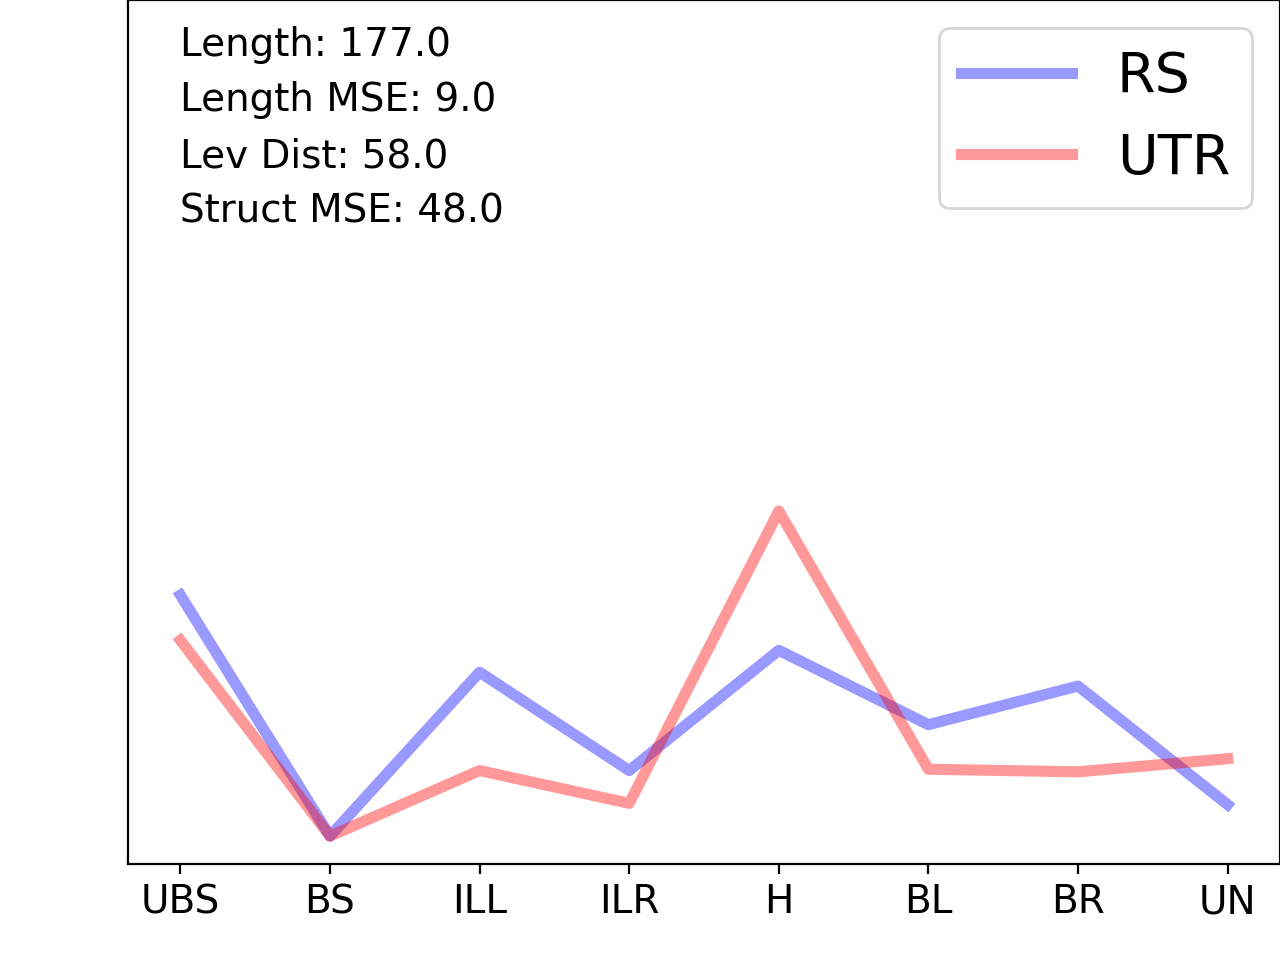 Length: 177.0
Length MSE: 9.0
Lev Dist: 58.0
Struct MSE: 48.0
RS
UTR
UBS BS ILL ILR H BL BR UN